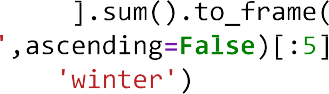 ].sum().to_frame(
',ascending=False)[:5]
'winter')